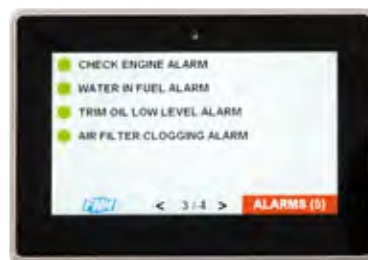 CHECK ENGINE ALARM
WATER IN FUEL ALARM
TRIM OIL LOW LEVEL ALARM
AIR FILTER CLOGGING ALARM
< 3/4 > ALARMS (0)